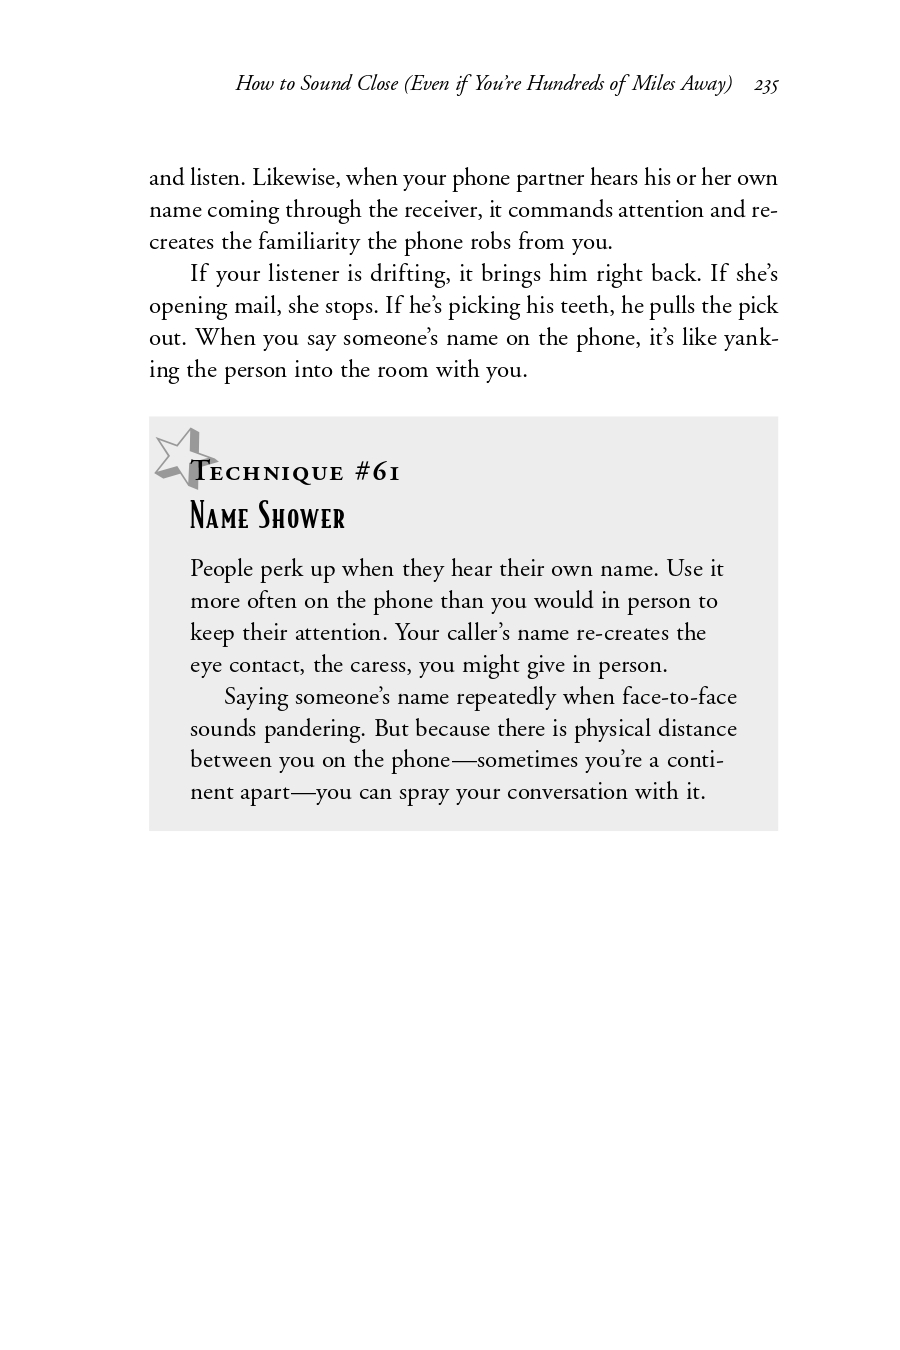 How to Sound Close (Even if You're Hundreds of Miles Away) 235
and listen. Likewise, when your phone partner hears his or her own
name coming through the receiver, it commands attention and re-
creates the familiarity the phone robs from you.
If your listener is drifting, it brings him right back. If she's
opening mail, she stops. If he's picking his teeth, he pulls the pick
out. When you say someone's name on the phone, it's like yank-
ing the person into the room with you.
Technique #61
Name Shower
People perk up when they hear their own name. Use it
more often on the phone than you would in person to
keep their attention. Your caller's name re-creates the
eye contact, the caress, you might give in person.
Saying someone's name repeatedly when face-to-face
sounds pandering. But because there is physical distance
between you on the phone—sometimes you're a conti-
nent apart—you can spray your conversation with it.